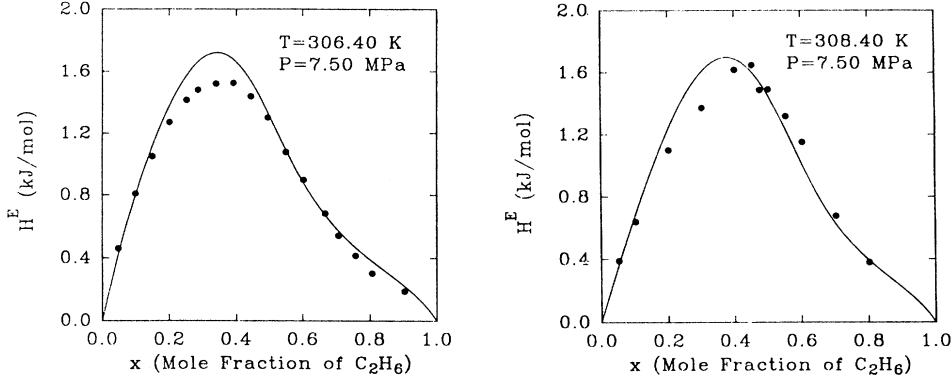 2.0
1.6
1.2
0.8
0.4
0.0
H^E (kJ/mol)
T=306.40 K
P=7.50 MPa
0.0 0.2 0.4 0.6 0.8 1.0
x (Mole Fraction of C₂H₆)
2.0
1.6
1.2
0.8
0.4
0.0
H^E (kJ/mol)
T=308.40 K
P=7.50 MPa
0.0 0.2 0.4 0.6 0.8 1.0
x (Mole Fraction of C₂H₆)